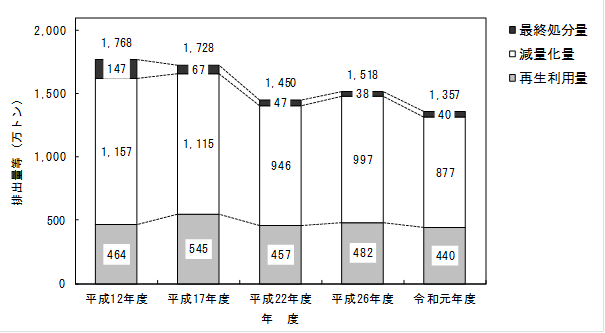 2,000
1,500
1,000
500
0
排出量等（万トン）
1,768
1,728
1,450
1,518
1,357
147
67
47
38
40
1,157
1,115
946
997
877
464
545
457
482
440
平成12年度
平成17年度
平成22年度
平成26年度
令和元年度
年　度
最終処分量
減量化量
再生利用量